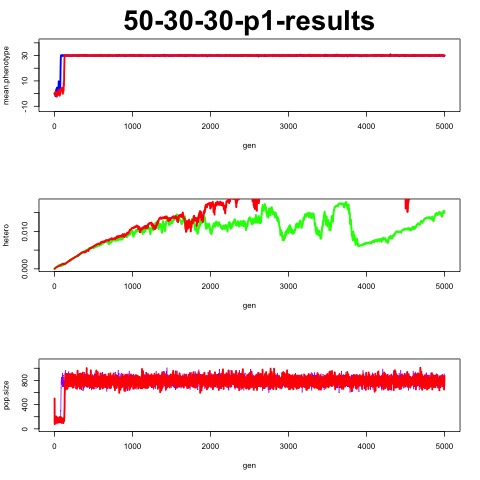 50-30-30-p1-results
mean.phenotype
-10 10 30
0 1000 2000 3000 4000 5000
gen
hetero
0.000 0.010
0 1000 2000 3000 4000 5000
gen
pop.size
0 400 800
0 1000 2000 3000 4000 5000
gen